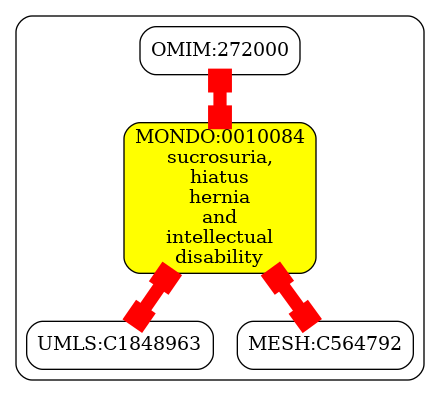 OMIM:272000
MONDO:0010084
sucrosuria,
hiatus
hernia
and
intellectual
disability
UMLS:C1848963
MESH:C564792